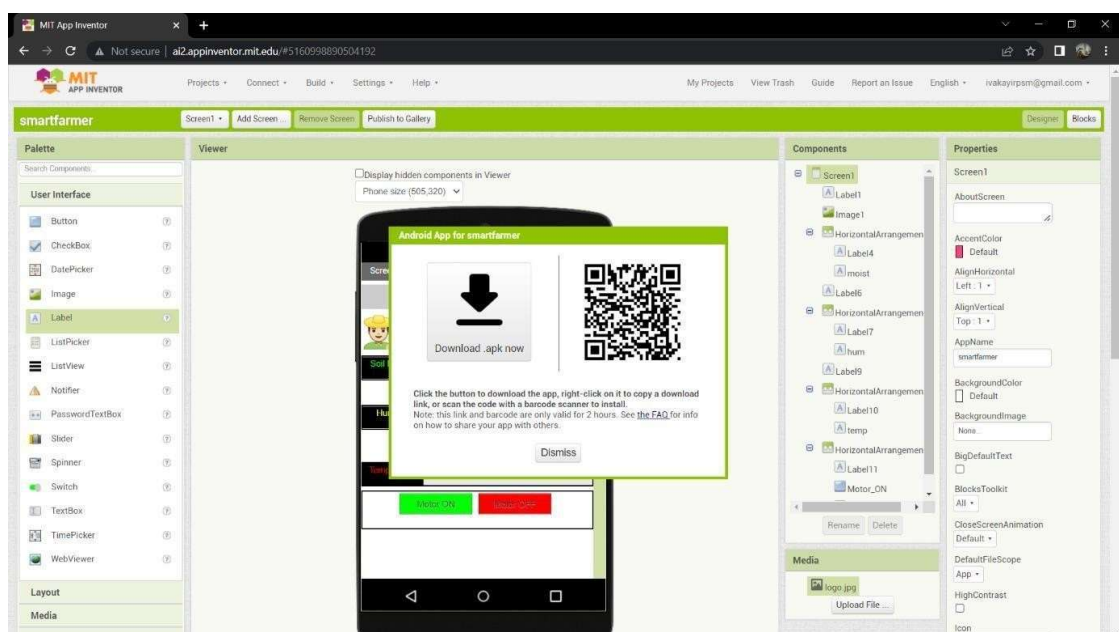 MIT App Inventor
Not secure | ai2.appinventor.mit.edu/#5160998890504192
MIT
APP INVENTOR
Projects Connect Build Settings Help My Projects View Trash Guide Report an Issue English ivakayirpsm@gmail.com
smartfarmer Screen1 Add Screen ... Remove Screen Publish to Gallery Designer Blocks
Palette
Search Components...
User Interface
Button
CheckBox
DatePicker
Image
Label
ListPicker
ListView
Notifier
PasswordTextBox
Slider
Spinner
Switch
TextBox
TimePicker
WebViewer
Layout
Media
Viewer
Display hidden components in Viewer
Phone size (505,320)
Android App for smartfarmer
Download .apk now
Click the button to download the app, right-click on it to copy a download
link, or scan the code with a barcode scanner to install.
Note: this link and barcode are only valid for 2 hours. See the FAQ for info
on how to share your app with others.
Dismiss
Motor ON Motor OFF
Components
Screen1
Label1
Image1
HorizontalArrangemen
Label4
moist
Label6
HorizontalArrangemen
Label7
hum
Label9
HorizontalArrangemen
Label10
temp
HorizontalArrangemen
Label11
Motor_ON
Rename Delete
Media
logo.jpg
Upload File ...
Properties
Screen1
AboutScreen
AccentColor
Default
AlignHorizontal
Left : 1
AlignVertical
Top : 1
AppName
smartfarmer
BackgroundColor
Default
BackgroundImage
None...
BigDefaultText
BlocksToolkit
All
CloseScreenAnimation
Default
DefaultFileScope
App
HighContrast
Icon